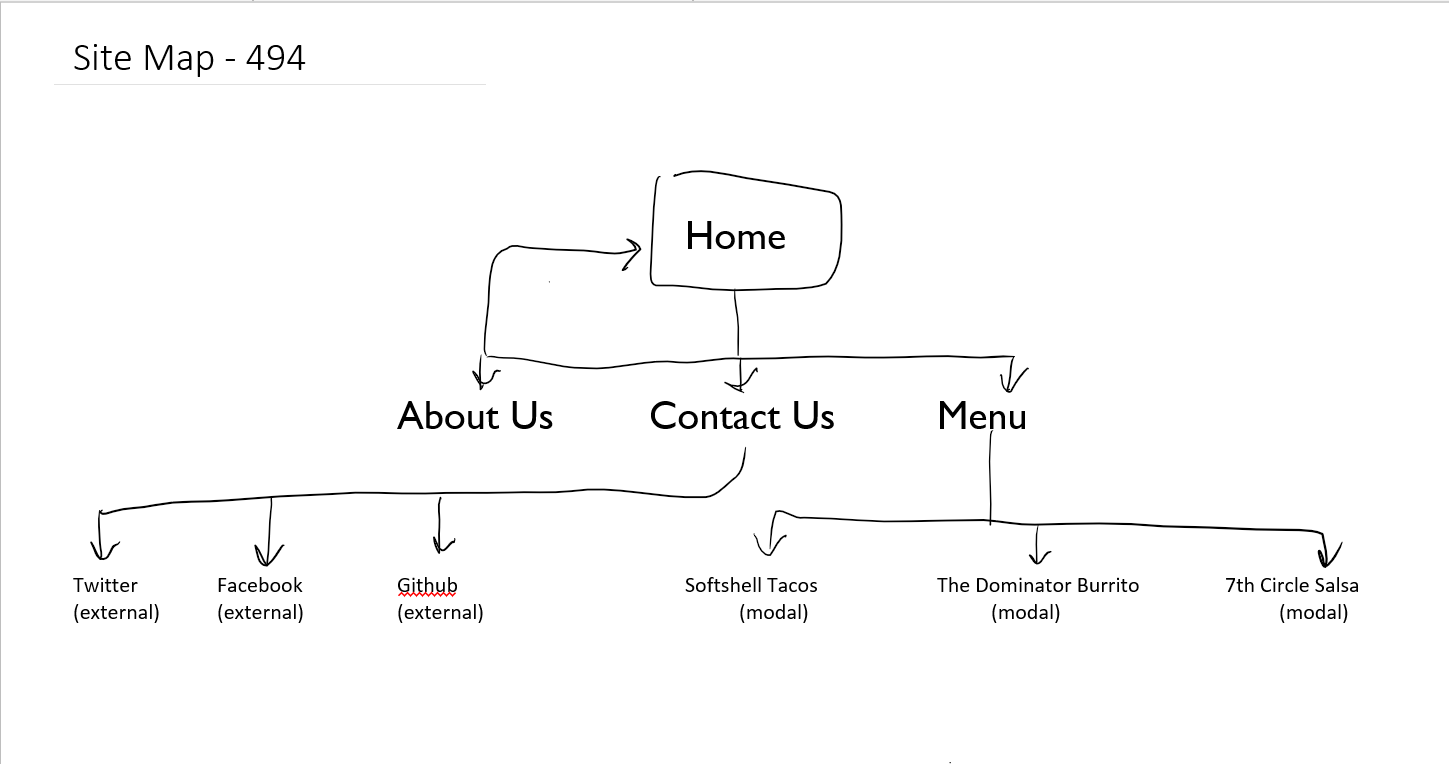 Site Map - 494
Home
About Us
Contact Us
Menu
Twitter
(external)
Facebook
(external)
Github
(external)
Softshell Tacos
(modal)
The Dominator Burrito
(modal)
7th Circle Salsa
(modal)